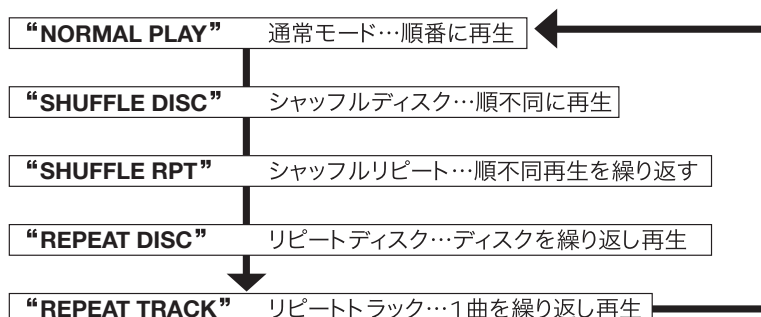 “NORMAL PLAY” 通常モード…順番に再生
“SHUFFLE DISC” シャッフルディスク…順不同に再生
“SHUFFLE RPT” シャッフルリピート…順不同再生を繰り返す
“REPEAT DISC” リピートディスク…ディスクを繰り返し再生
“REPEAT TRACK” リピートトラック…1曲を繰り返し再生